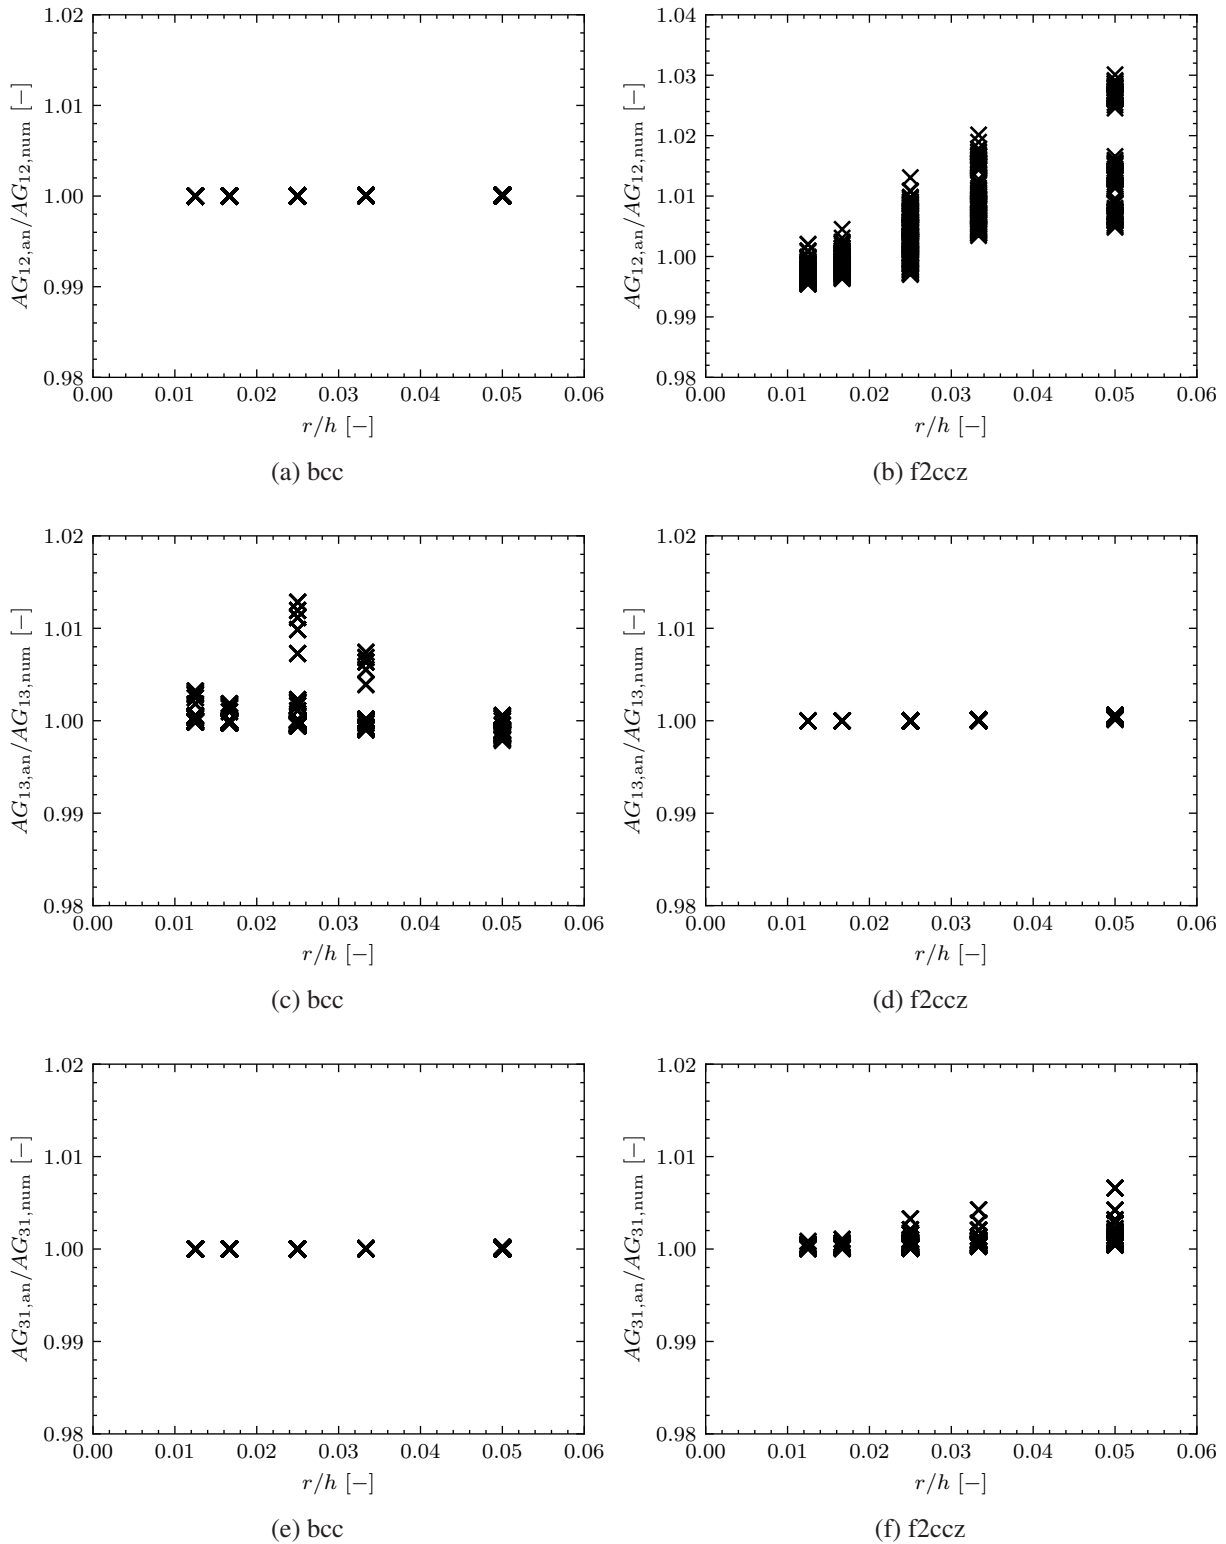 1.02
1.01
1.00
0.99
0.98
0.00 0.01 0.02 0.03 0.04 0.05 0.06
r/h [−]
AG12,an/AG12,num [−]
(a) bcc
1.04
1.03
1.02
1.01
1.00
0.99
0.98
0.00 0.01 0.02 0.03 0.04 0.05 0.06
r/h [−]
AG12,an/AG12,num [−]
(b) f2ccz
1.02
1.01
1.00
0.99
0.98
0.00 0.01 0.02 0.03 0.04 0.05 0.06
r/h [−]
AG13,an/AG13,num [−]
(c) bcc
1.02
1.01
1.00
0.99
0.98
0.00 0.01 0.02 0.03 0.04 0.05 0.06
r/h [−]
AG13,an/AG13,num [−]
(d) f2ccz
1.02
1.01
1.00
0.99
0.98
0.00 0.01 0.02 0.03 0.04 0.05 0.06
r/h [−]
AG31,an/AG31,num [−]
(e) bcc
1.02
1.01
1.00
0.99
0.98
0.00 0.01 0.02 0.03 0.04 0.05 0.06
r/h [−]
AG31,an/AG31,num [−]
(f) f2ccz